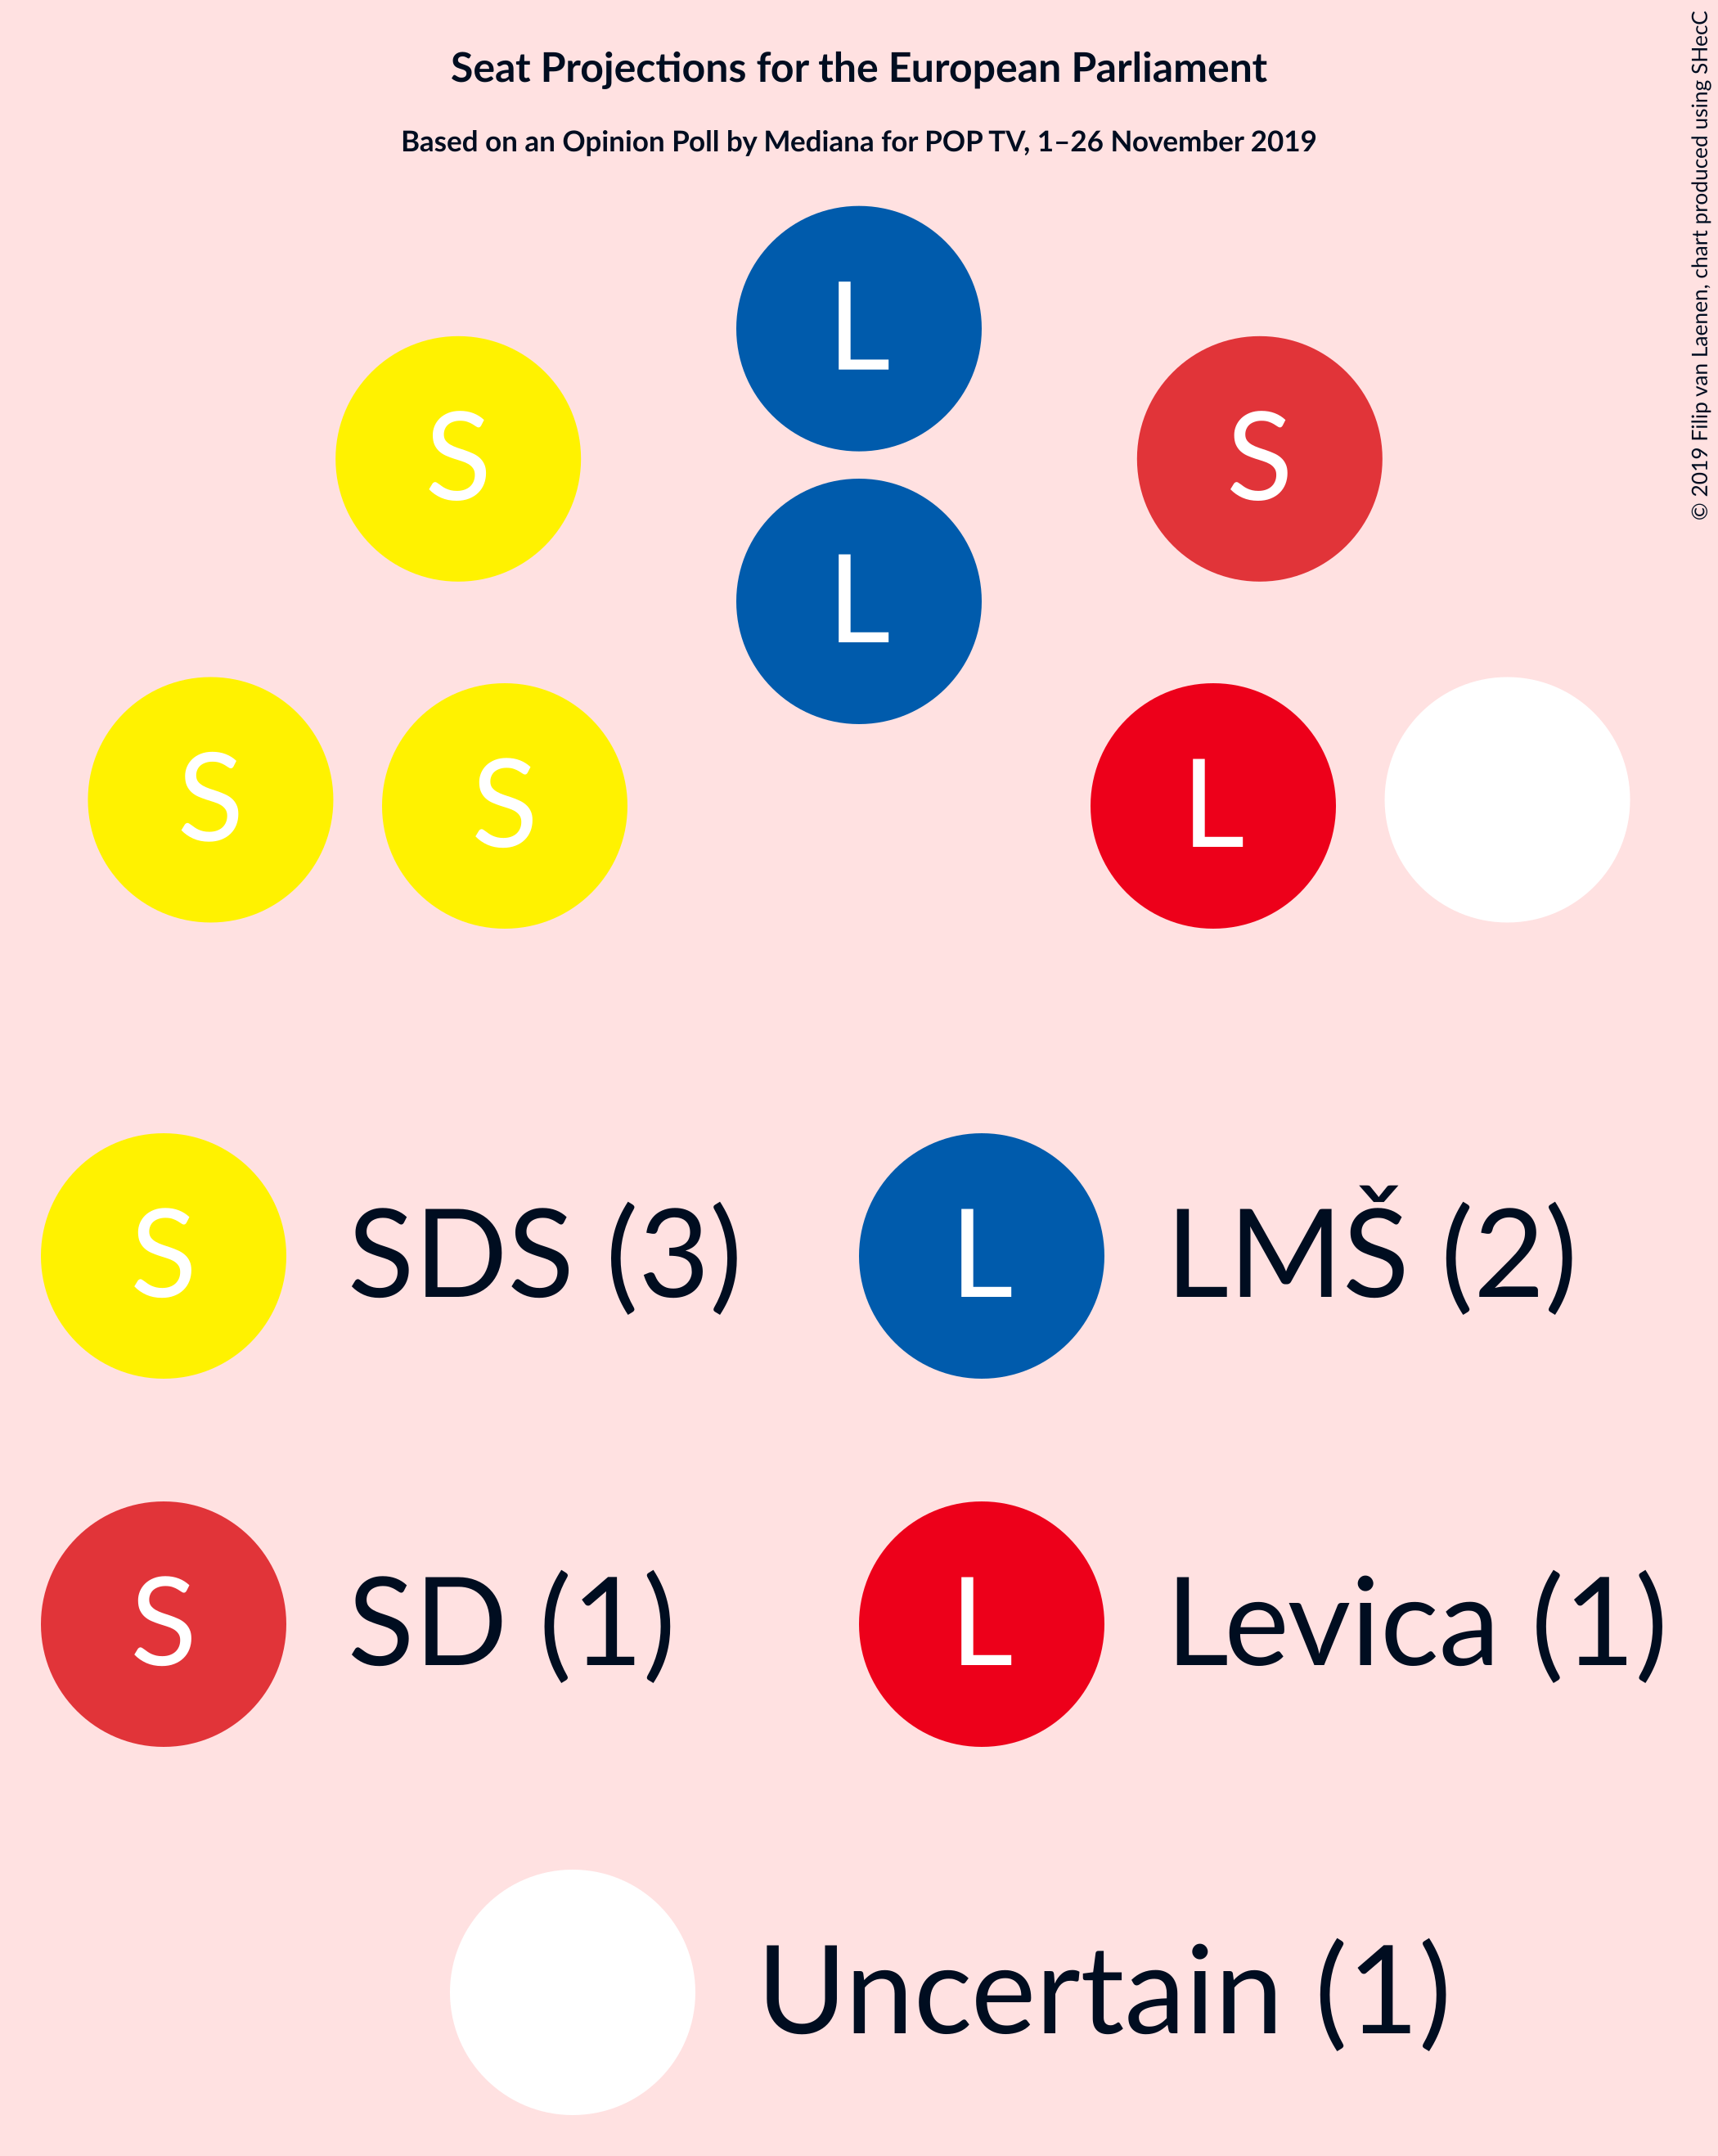 Seat Projections for the European Parliament
Based on an Opinion Poll by Mediana for POP TV, 1–26 November 2019
© 2019 Filip van Laenen, chart produced using SHecC
L
S
S
L
S
S
L
S SDS (3)
L LMŠ (2)
S SD (1)
L Levica (1)
Uncertain (1)